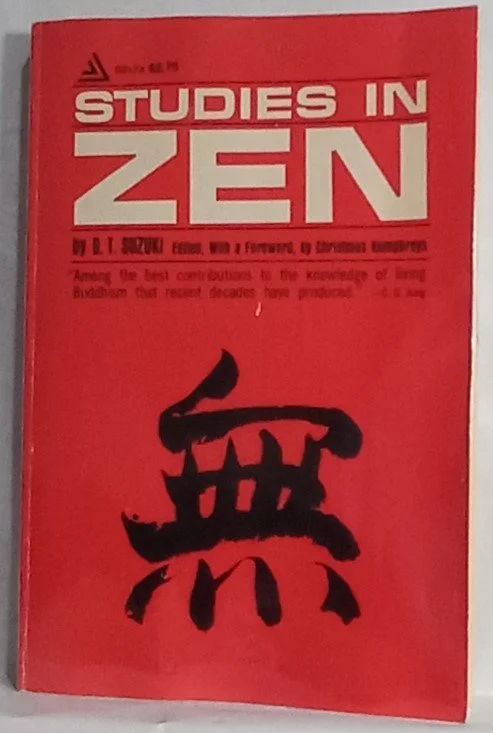 STUDIES IN
ZEN
by D. T. SUZUKI Edited, With a Foreword, by Christmas Humphreys
"Among the best contributions to the knowledge of living
Buddhism that recent decades have produced." —C. G. Jung
無